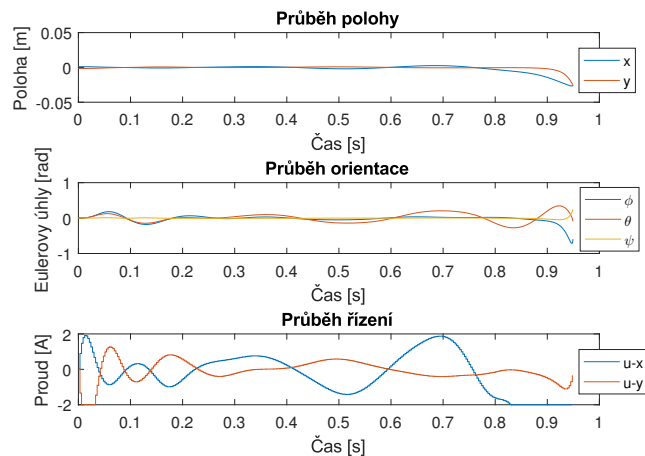 Průběh polohy
0.05
0
-0.05
Poloha [m]
0 0.1 0.2 0.3 0.4 0.5 0.6 0.7 0.8 0.9 1
Čas [s]
x
y
Průběh orientace
1
0
-1
Eulerovy úhly [rad]
0 0.1 0.2 0.3 0.4 0.5 0.6 0.7 0.8 0.9 1
Čas [s]
ϕ
θ
ψ
Průběh řízení
2
0
-2
Proud [A]
0 0.1 0.2 0.3 0.4 0.5 0.6 0.7 0.8 0.9 1
Čas [s]
u-x
u-y